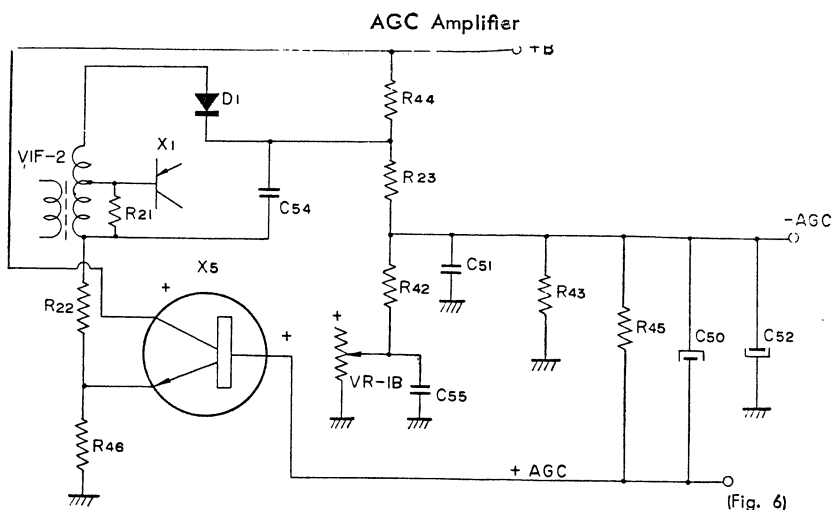 AGC Amplifier
+B
D1
R44
X1
VIF-2
R23
R21
C54
-AGC
X5
+
R22
R42
C51
R43
+
+
R45
C50
C52
VR-1B
C55
R46
+ AGC
(Fig. 6)